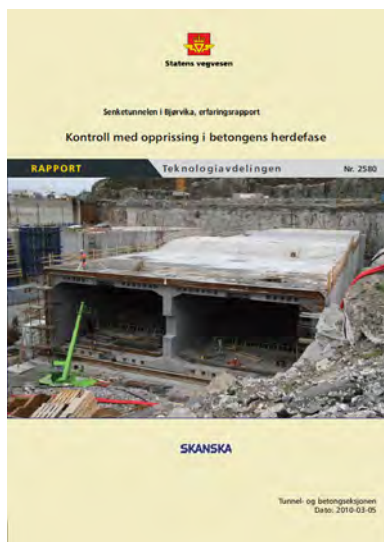 Statens vegvesen
Senketunnelen i Bjørvika, erfaringsrapport
Kontroll med opprissing i betongens herdefase
RAPPORT Teknologiavdelingen Nr. 2580
SKANSKA
Tunnel- og betongseksjonen
Dato: 2010-03-05